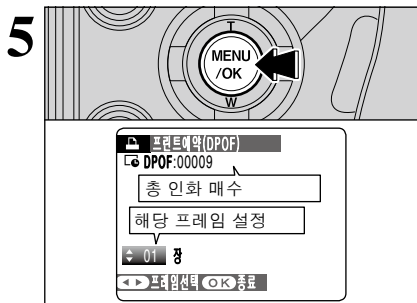 5
T
MENU
/OK
W
프린트예약(DPOF)
DPOF:00009
총 인화 매수
해당 프레임 설정
01 장
프레임선택 OK 종료